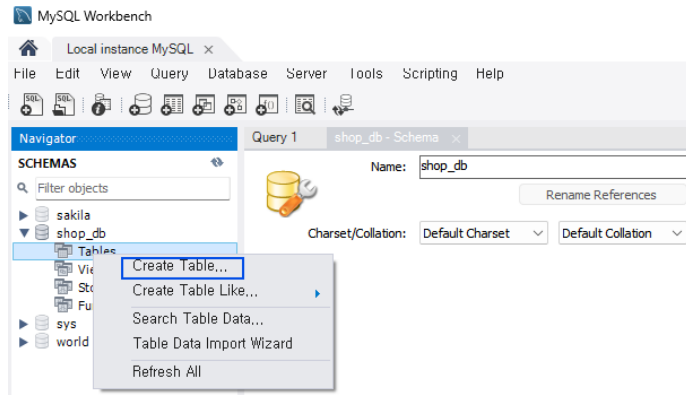 MySQL Workbench
Local instance MySQL ×
File Edit View Query Database Server Tools Scripting Help
Navigator
Query 1 shop_db - Schema ×
SCHEMAS
Name: shop_db
Filter objects
Rename References
sakila
shop_db
Charset/Collation: Default Charset Default Collation
Tables
Create Table...
Create Table Like...
Search Table Data...
sys
Table Data Import Wizard
world
Refresh All